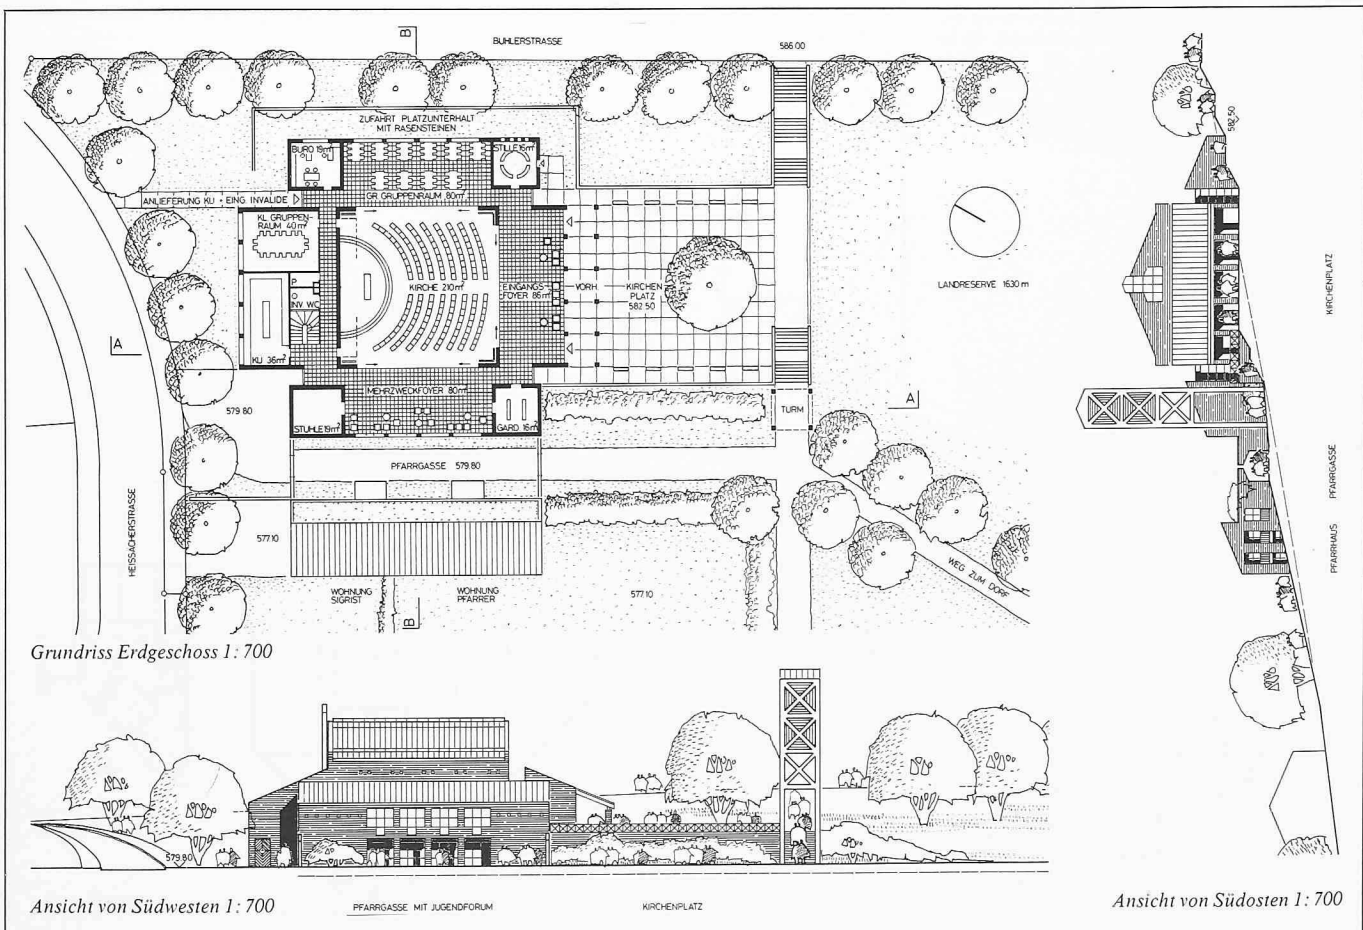 B
BUHLERSTRASSE
586.00
ZUFAHRT PLATZUNTERHALT
MIT RASENSTEINEN
BURO 19m²
STILLE 16m²
ANLIEFERUNG KU + EING. INVALIDE
GR GRUPPENRAUM 80m²
KL GRUPPEN-
RAUM 40m²
KIRCHE 210m²
EINGANGS-
FOYER 86m²
VORH.
KIRCHEN
PLATZ
582.50
LANDRESERVE 1630 m
P
O
INV. WC
KU 36m²
A
MEHRZWECKFOYER 80m²
STUHLE 19m²
GARD 16m²
TURM
A
579.80
PFARRGASSE 579.80
HEISSACHERSTRASSE
577.10
WOHNUNG
SIGRIST
WOHNUNG
PFARRER
577.10
WEG ZUM DORF
B
Grundriss Erdgeschoss 1: 700
582.50
KIRCHENPLATZ
PFARRGASSE
PFARRHAUS
579.80
Ansicht von Südwesten 1: 700
PFARRGASSE MIT JUGENDFORUM
KIRCHENPLATZ
Ansicht von Südosten 1: 700